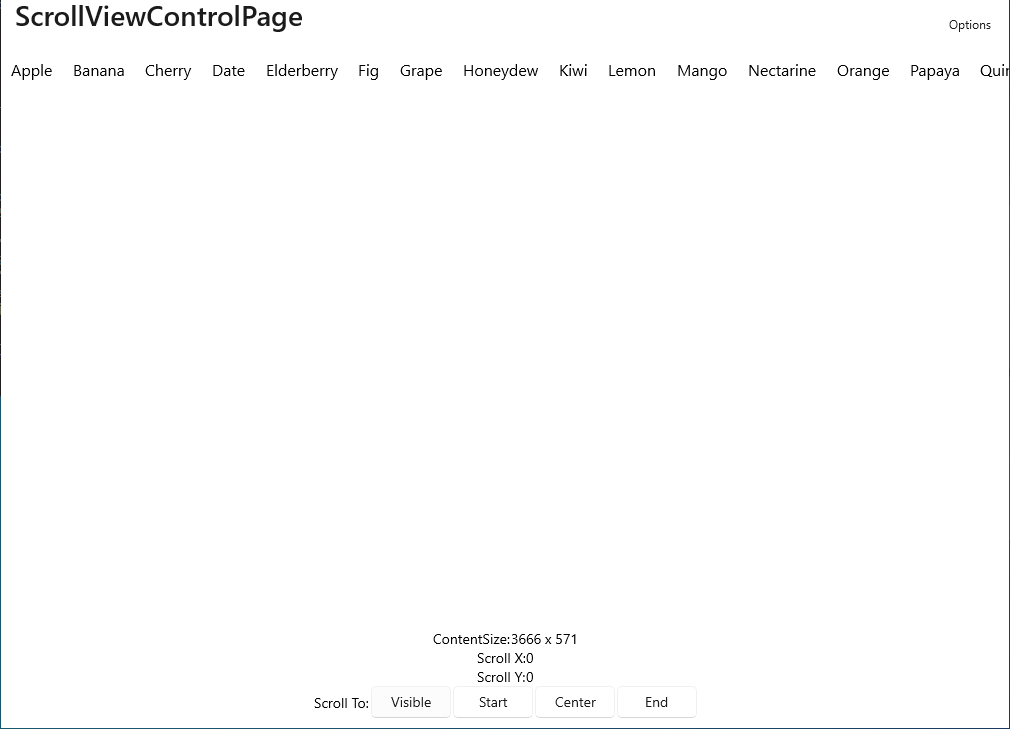 ScrollViewControlPage
Options
Apple Banana Cherry Date Elderberry Fig Grape Honeydew Kiwi Lemon Mango Nectarine Orange Papaya
ContentSize:3666 x 571
Scroll X:0
Scroll Y:0
Scroll To: Visible Start Center End